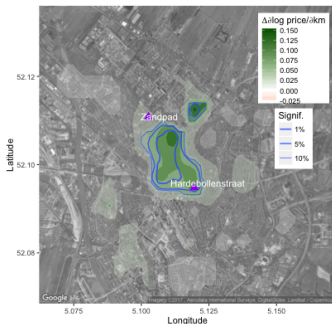 Δ∂log price/∂km
0.150
0.125
0.100
0.075
0.050
0.025
0.000
-0.025
Signif.
1%
5%
10%
Zandpad
Hardebollenstraat
52.12
52.10
52.08
Latitude
Google
5.075
5.100
5.125
5.150
Longitude